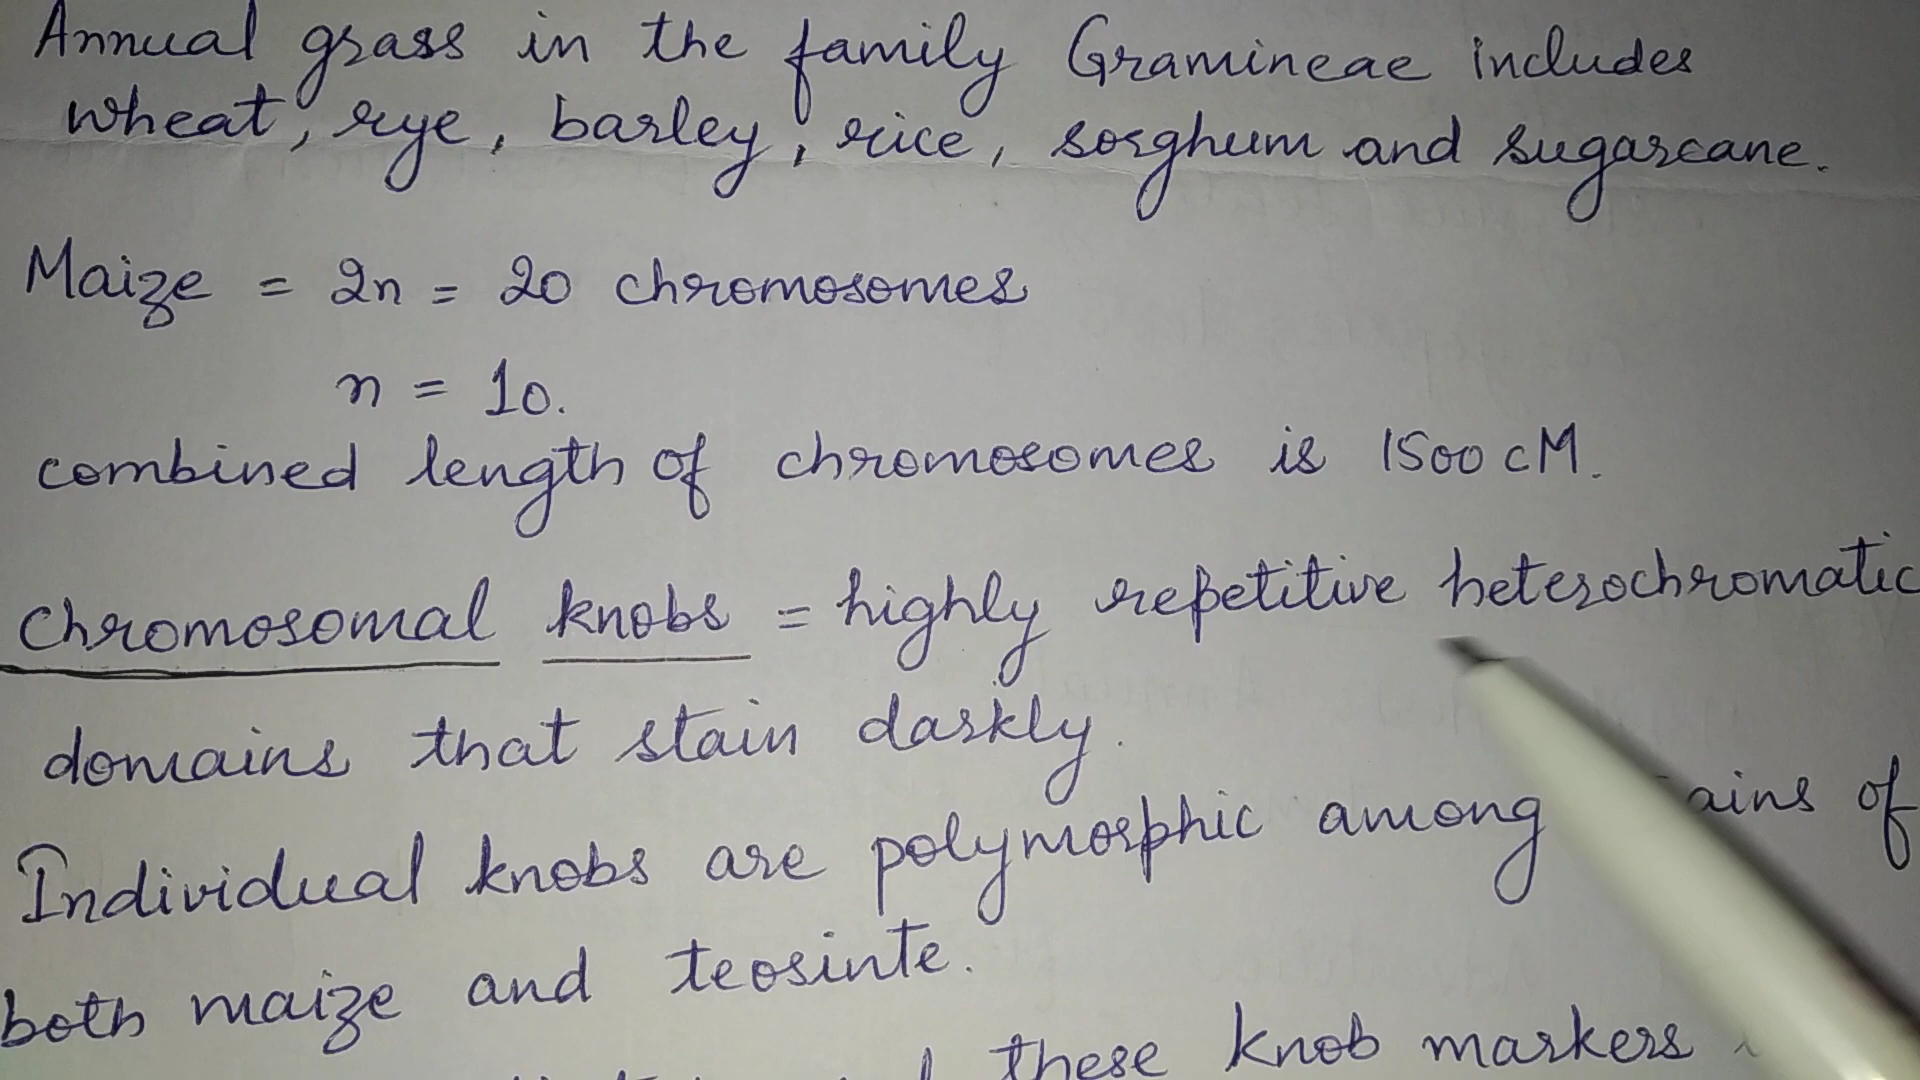 Annual grass in the family Gramineae includes
wheat, rye, barley, rice, sorghum and sugarcane.
Maize = 2n = 20 chromosomes
n = 10.
combined length of chromosomes is 1500 cM.
Chromosomal knobs = highly repetitive heterochromatic
domains that stain darkly.
Individual knobs are polymorphic among of
both maize and teosinte.
these knob markers